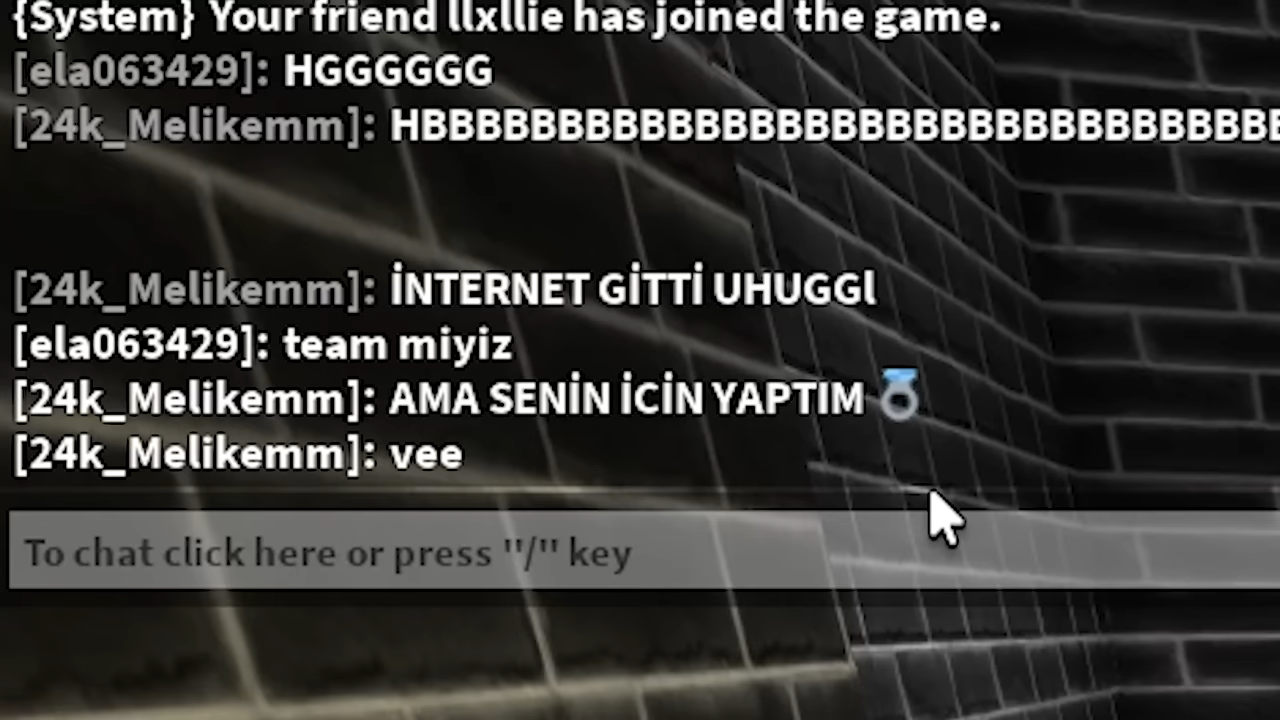 {System} Your friend llxllie has joined the game.
[ela063429]: HGGGGGG
[24k_Melikemm]: HBBBBBBBBBBBBBBBBBBBBBBBBBBBBBBBB
[24k_Melikemm]: İNTERNET GİTTİ UHUGGl
[ela063429]: team miyiz
[24k_Melikemm]: AMA SENİN İCİN YAPTIM 💍
[24k_Melikemm]: vee
To chat click here or press "/" key